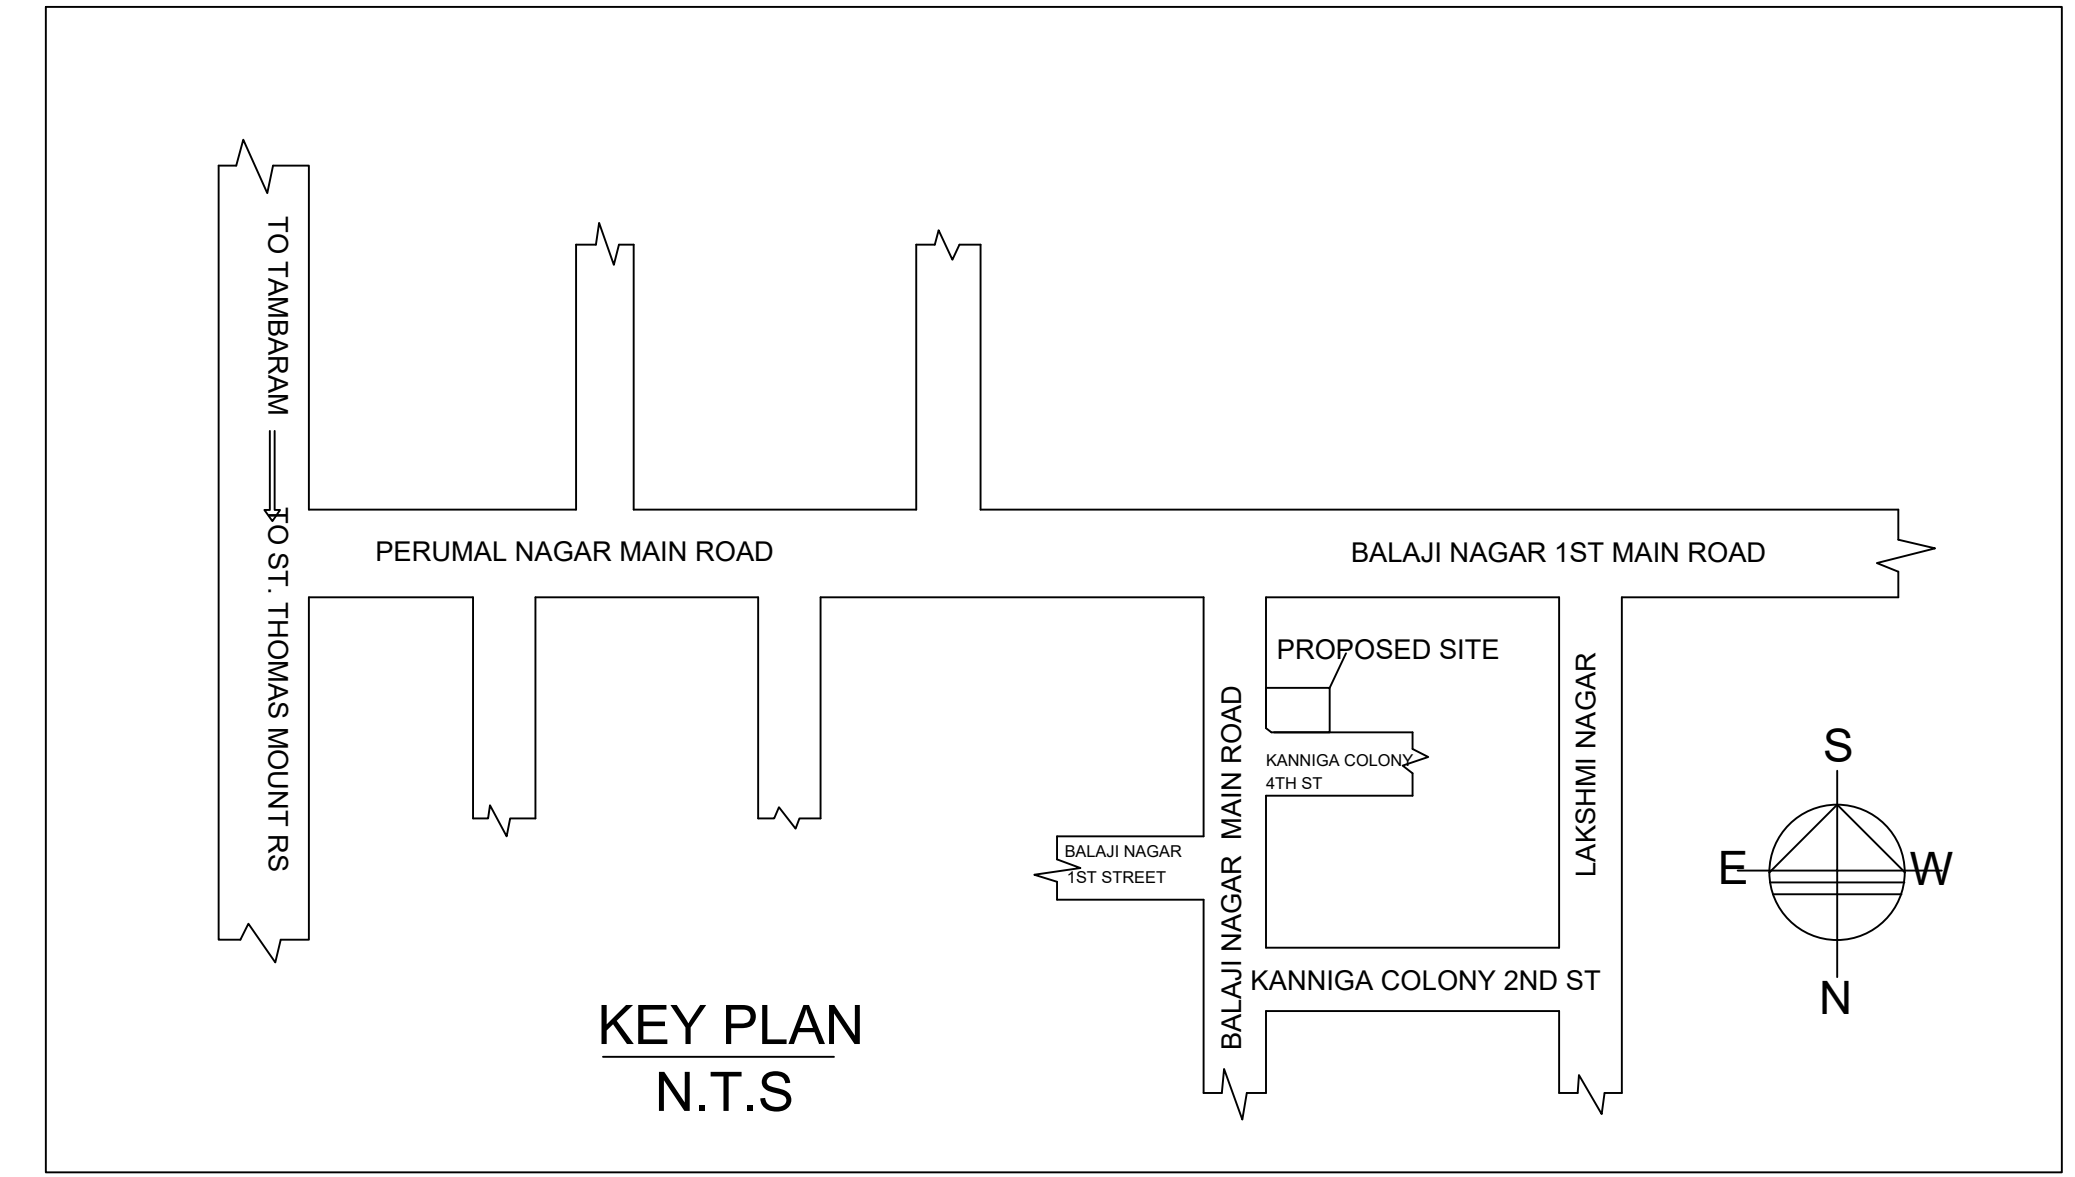 TO TAMBARAM
TO ST. THOMAS MOUNT RS
PERUMAL NAGAR MAIN ROAD
BALAJI NAGAR 1ST MAIN ROAD
PROPOSED SITE
KANNIGA COLONY
4TH ST
BALAJI NAGAR
1ST STREET
BALAJI NAGAR MAIN ROAD
LAKSHMI NAGAR
KANNIGA COLONY 2ND ST
S
E
W
N
KEY PLAN
N.T.S